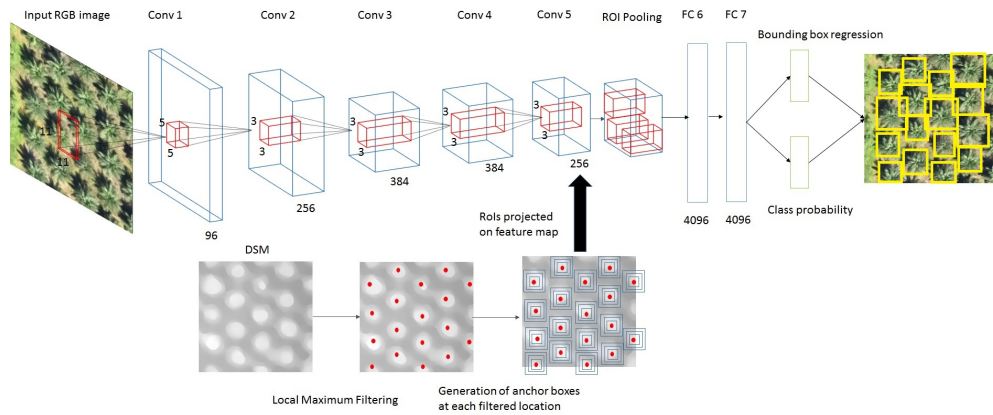 Input RGB image
Conv 1
Conv 2
Conv 3
Conv 4
Conv 5
ROI Pooling
FC 6
FC 7
Bounding box regression
11
11
5
5
3
3
3
3
3
3
3
3
96
256
384
384
256
4096
4096
Class probability
RoIs projected
on feature map
DSM
Local Maximum Filtering
Generation of anchor boxes
at each filtered location